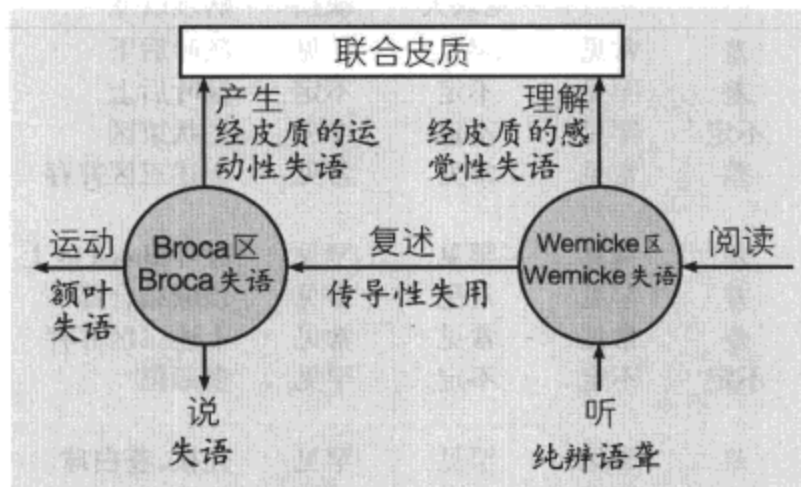 联合皮质
产生
经皮质的运
动性失语
理解
经皮质的感
觉性失语
运动
额叶
失语
Broca区
Broca失语
复述
传导性失用
Wernicke区
Wernicke失语
阅读
说
失语
听
纯辨语聋